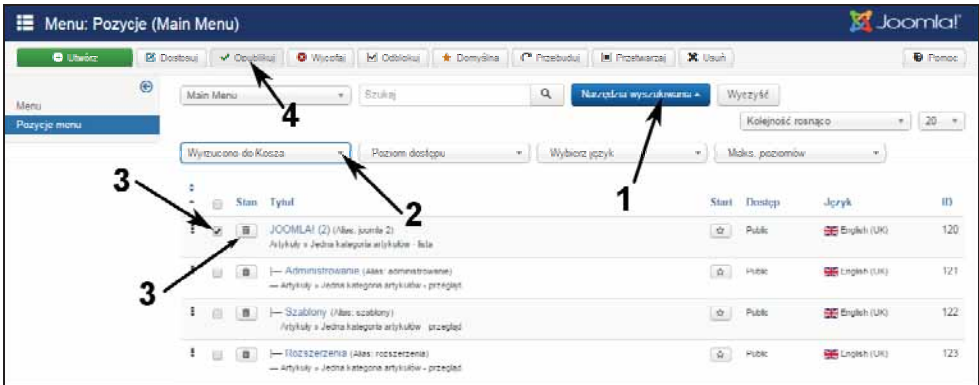 Menu: Pozycje (Main Menu)
Joomla!
Utwórz Dostosuj Opublikuj Wycofaj Odblokuj Domyślna Przebuduj Przetwarzaj Usuń Pomoc
4
Menu
Pozycje menu
Main Menu Szukaj Narzędzia wyszukiwania Wyczyść
Kolejność rosnąco 20
Wyrzucono do Kosza Poziom dostępu Wybierz język Maks. poziomów
3 2 1
Stan Tytuł Start Dostęp Język ID
JOOMLA! (2) (Alias: joomla 2) Public English (UK) 120
Artykuły » Jedna kategoria artykułów - lista
3
|— Administrowanie (Alias: administrowanie) Public English (UK) 121
— Artykuły » Jedna kategoria artykułów - przegląd
|— Szablony (Alias: szablony) Public English (UK) 122
Artykuły » Jedna kategoria artykułów przegląd
|— Rozszerzenia (Alias: rozszerzenia) Public English (UK) 123
— Artykuły » Jedna kategoria artykułów - przegląd